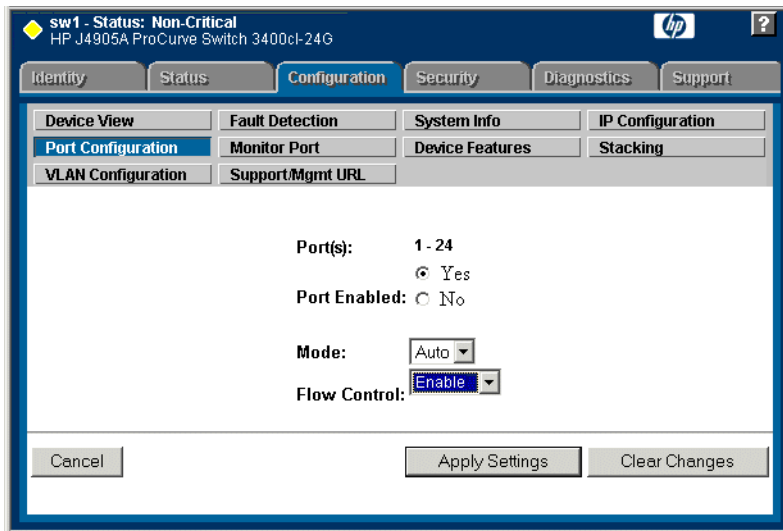 sw1 - Status: Non-Critical
HP J4905A ProCurve Switch 3400cl-24G
hp
?
Identity Status Configuration Security Diagnostics Support
Device View Fault Detection System Info IP Configuration
Port Configuration Monitor Port Device Features Stacking
VLAN Configuration Support/Mgmt URL
Port(s): 1 - 24
Yes
Port Enabled: No
Mode: Auto
Flow Control: Enable
Cancel Apply Settings Clear Changes